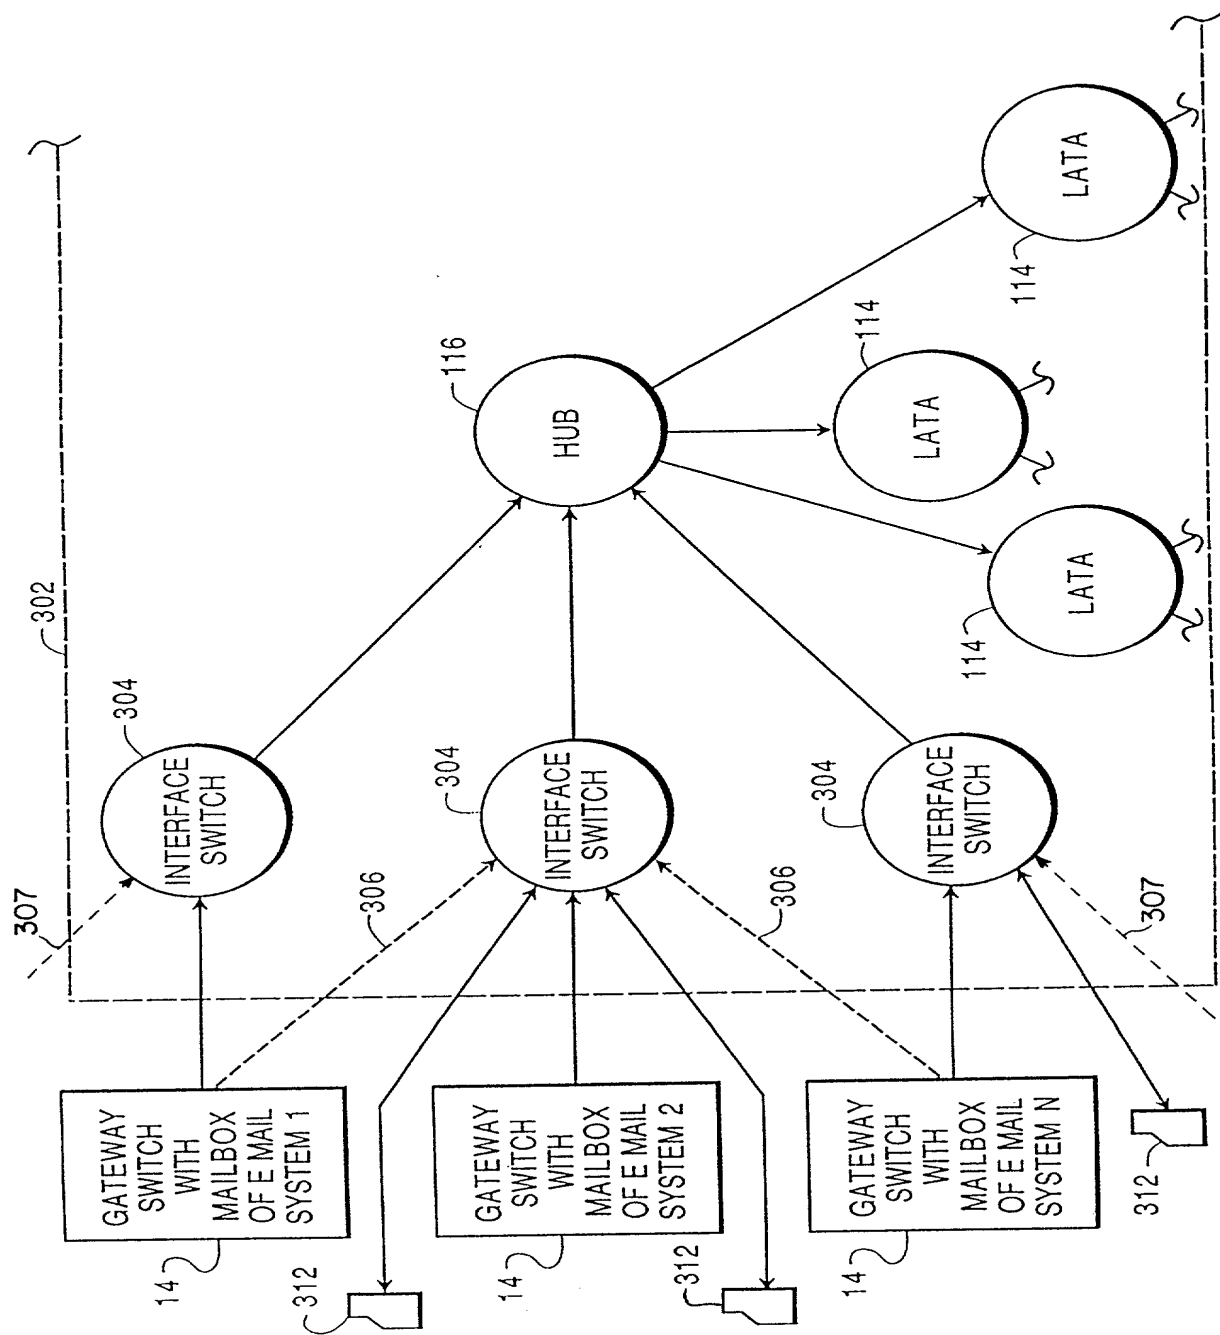 302
307
304
INTERFACE
SWITCH
GATEWAY
SWITCH
WITH
MAILBOX
OF E MAIL
SYSTEM 1
14
312
306
304
INTERFACE
SWITCH
116
HUB
GATEWAY
SWITCH
WITH
MAILBOX
OF E MAIL
SYSTEM 2
14
312
306
304
INTERFACE
SWITCH
114
LATA
GATEWAY
SWITCH
WITH
MAILBOX
OF E MAIL
SYSTEM N
14
307
312
114
LATA
114
LATA